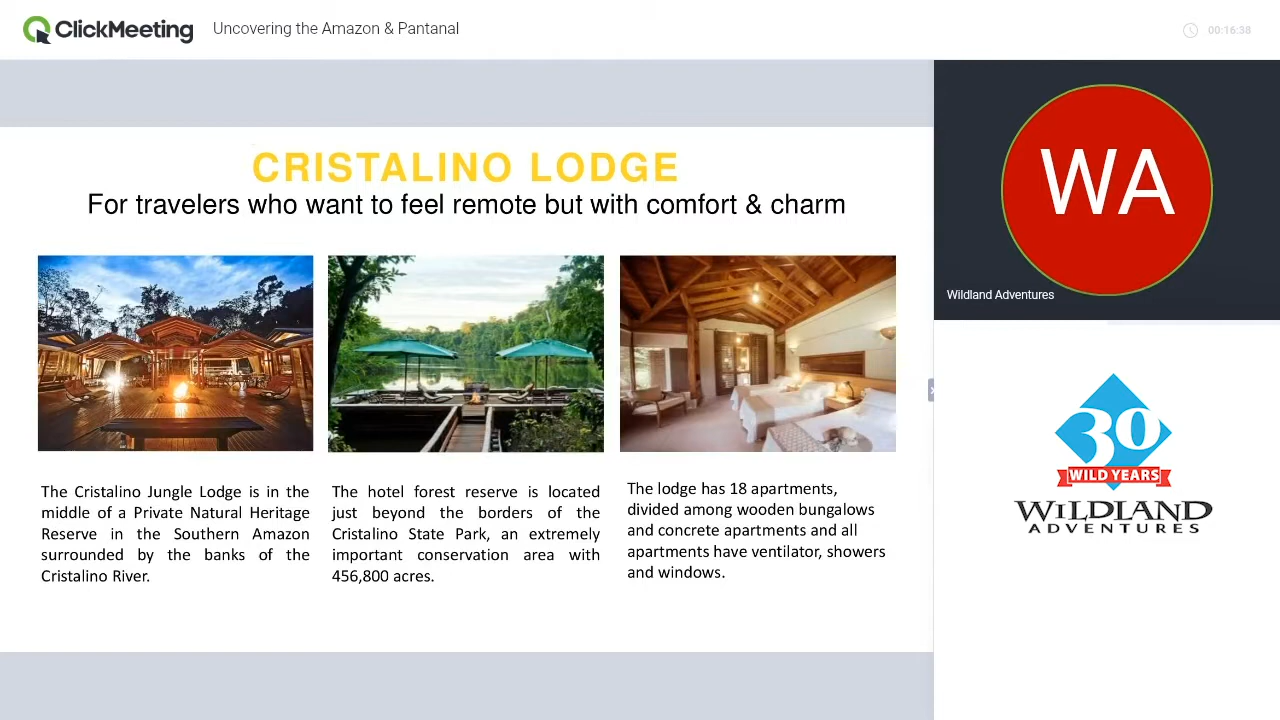 ClickMeeting
Uncovering the Amazon & Pantanal
00:16:38
CRISTALINO LODGE
For travelers who want to feel remote but with comfort & charm
The Cristalino Jungle Lodge is in the
middle of a Private Natural Heritage
Reserve in the Southern Amazon
surrounded by the banks of the
Cristalino River.
The hotel forest reserve is located
just beyond the borders of the
Cristalino State Park, an extremely
important conservation area with
456,800 acres.
The lodge has 18 apartments,
divided among wooden bungalows
and concrete apartments and all
apartments have ventilator, showers
and windows.
WA
Wildland Adventures
30
WILD YEARS
WILDLAND
ADVENTURES